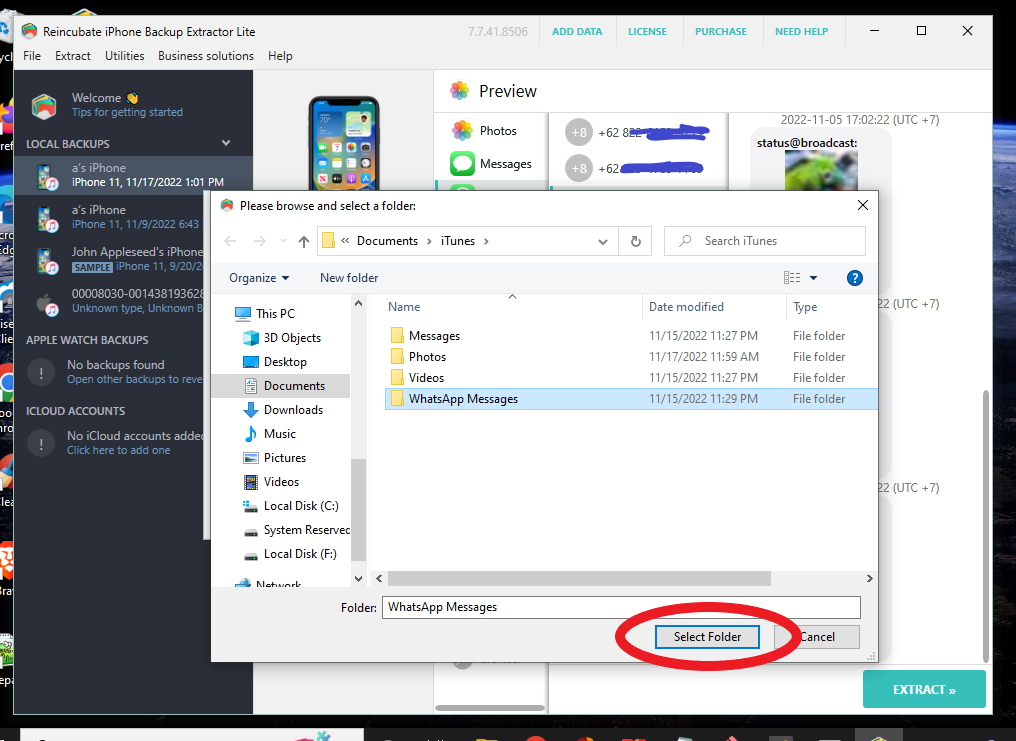 Reincubate iPhone Backup Extractor Lite
7.7.41.8506
ADD DATA
LICENSE
PURCHASE
NEED HELP
File Extract Utilities Business solutions Help
Welcome 👋
Tips for getting started
LOCAL BACKUPS
a's iPhone
iPhone 11, 11/17/2022 1:01 PM
a's iPhone
iPhone 11, 11/9/2022 6:43
John Appleseed's iPhone
SAMPLE iPhone 11, 9/20/20
00008030-001438193628
Unknown type, Unknown B
APPLE WATCH BACKUPS
No backups found
Open other backups to reve
ICLOUD ACCOUNTS
No iCloud accounts added
Click here to add one
Preview
Photos
Messages
+8 +62 822
+8 +62
2022-11-05 17:02:22 (UTC +7)
status@broadcast:
22 (UTC +7)
22 (UTC +7)
Please browse and select a folder:
« Documents › iTunes ›
Search iTunes
Organize New folder
This PC
3D Objects
Desktop
Documents
Downloads
Music
Pictures
Videos
Local Disk (C:)
System Reserved
Local Disk (F:)
Network
Name Date modified Type
Messages 11/15/2022 11:27 PM File folder
Photos 11/17/2022 11:59 AM File folder
Videos 11/15/2022 11:27 PM File folder
WhatsApp Messages 11/15/2022 11:29 PM File folder
Folder: WhatsApp Messages
Select Folder Cancel
EXTRACT »